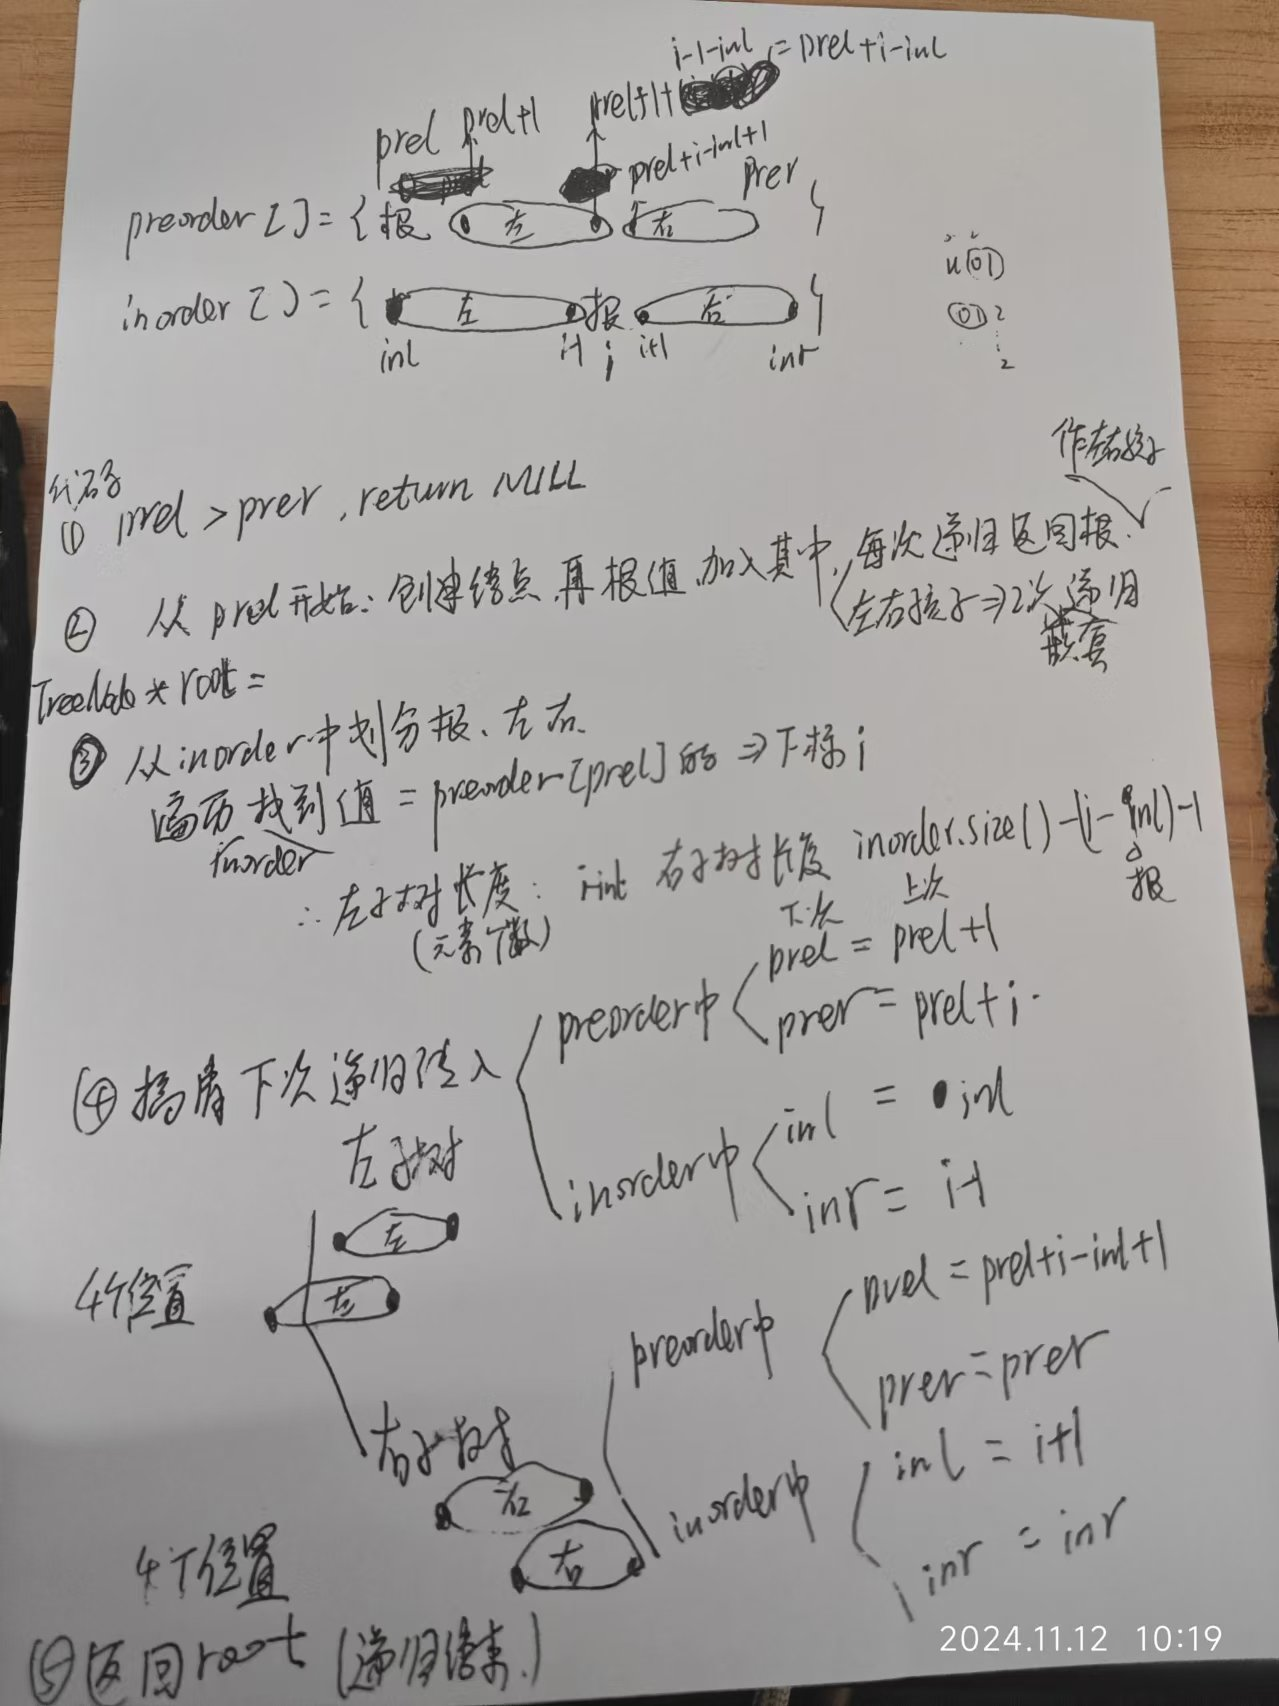 i-1-inl = prel+i-inl
prel prel+1 prel+1+
prel+i-inl+1 prer
preorder[]={根 左 右 }
inorder[]={ 左 根 右 }
inl i-1 i i+1 inr
(01)
(01) 2
2
作左右孩子
① prel>prer,return NULL
② 从prel开始:创建结点,再根值,加入其中,每次递归返回根.
左右孩子⇒2次递归
嵌套
TreeNode*root=
③ 从inorder中划分根、左右.
遍历找到值=preorder[prel]的⇒下标i
inorder
∴左子树长度: i-inl 右子树长度 inorder.size()-(i-inl)-1
(元素个数) 根
下次 上次
prel=prel+1
preorder中
prer=prel+i.
④搞清下次递归传入
左子树
inl = inl
inorder中
inr= i-1
左
4个位置
左
prel=prel+i-inl+1
preorder中
prer=prer
右子树
右
inl = i+1
inorder中
inr = inr
右
4个位置
⑤返回root (递归结束.)
2024.11.12 10:19